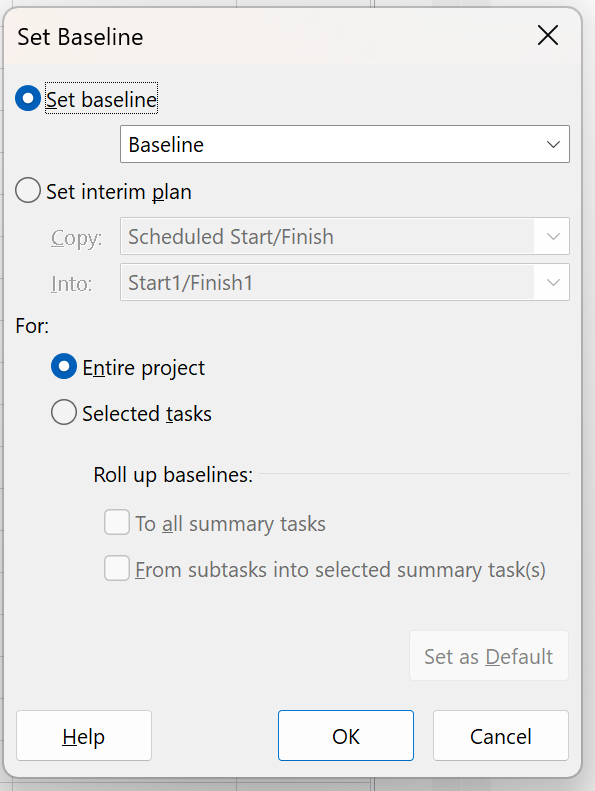 Set Baseline
Set baseline
Baseline
Set interim plan
Copy: Scheduled Start/Finish
Into: Start1/Finish1
For:
Entire project
Selected tasks
Roll up baselines:
To all summary tasks
From subtasks into selected summary task(s)
Set as Default
Help OK Cancel